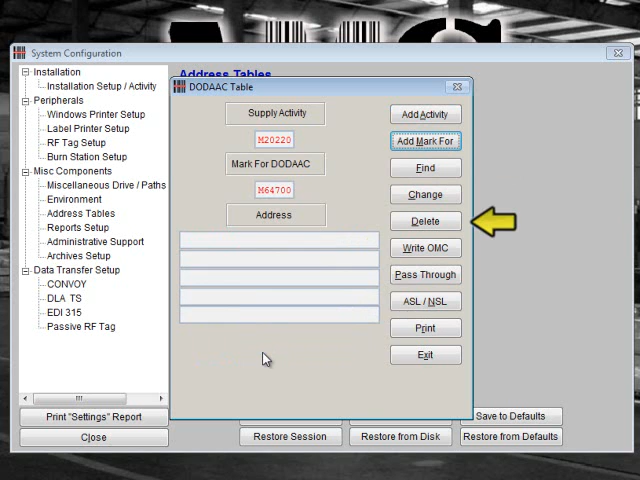 System Configuration
Installation
Installation Setup / Activity
Peripherals
Windows Printer Setup
Label Printer Setup
RF Tag Setup
Burn Station Setup
Misc Components
Miscellaneous Drive / Paths
Environment
Address Tables
Reports Setup
Administrative Support
Archives Setup
Data Transfer Setup
CONVOY
DLA TS
EDI 315
Passive RF Tag
Print "Settings" Report
Close
Address Tables
DODAAC Table
Supply Activity
M20220
Mark For DODAAC
M64700
Address
Add Activity
Add Mark For
Find
Change
Delete
Write OMC
Pass Through
ASL / NSL
Print
Exit
Save to Defaults
Restore Session
Restore from Disk
Restore from Defaults